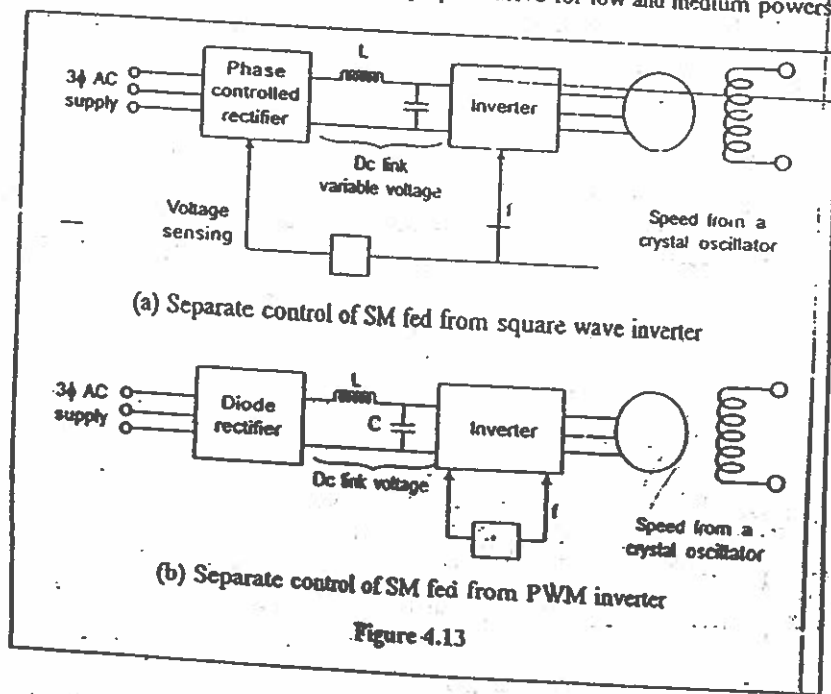 for low and medium powers
L
3ϕ AC
supply
Phase
controlled
rectifier
Inverter
Dc link
variable voltage
Voltage
sensing
f
Speed from a
crystal oscillator
(a) Separate control of SM fed from square wave inverter
3ϕ AC
supply
Diode
rectifier
L
C
Inverter
Dc link voltage
f
Speed from a
crystal oscillator
(b) Separate control of SM fed from PWM inverter
Figure 4.13